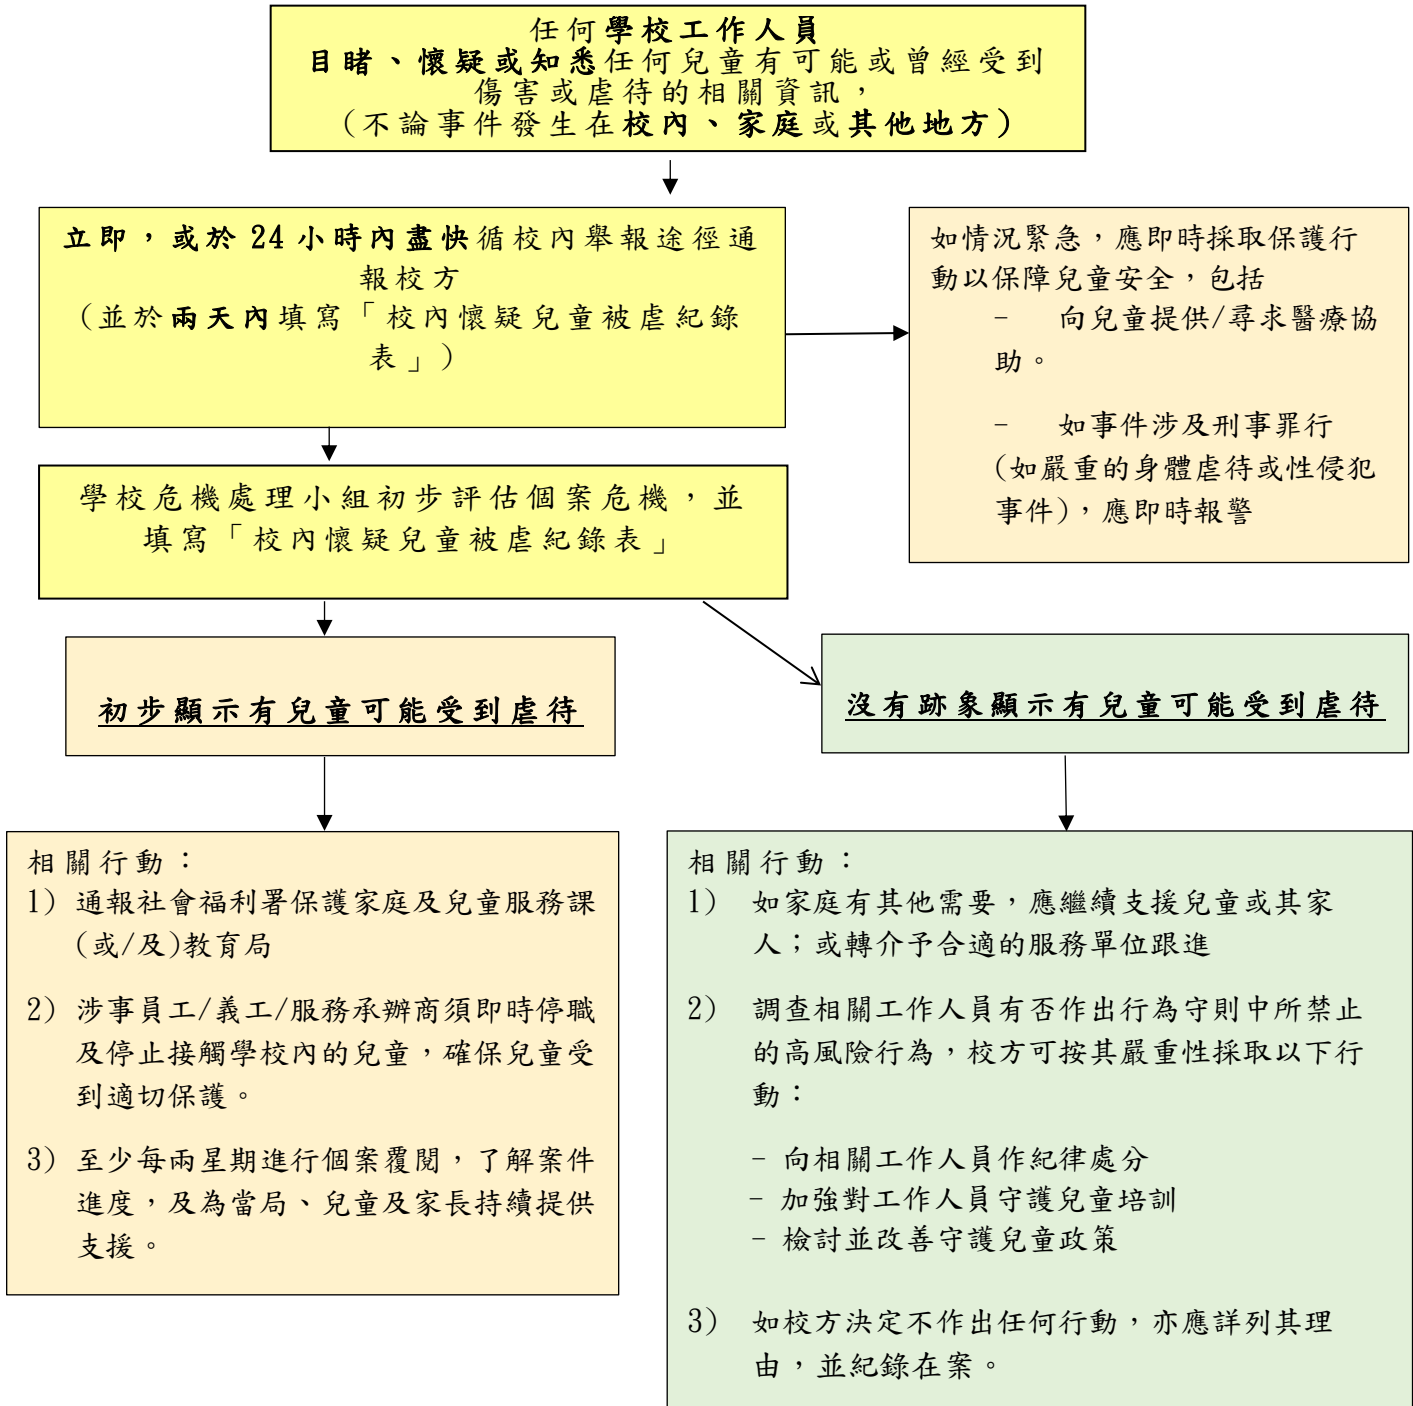 任何學校工作人員
目睹、懷疑或知悉任何兒童有可能或曾經受到
傷害或虐待的相關資訊，
(不論事件發生在校內、家庭或其他地方)
立即，或於 24 小時內盡快循校內舉報途徑通
報校方
(並於兩天內填寫「校內懷疑兒童被虐紀錄
表」)
如情況緊急，應即時採取保護行
動以保障兒童安全，包括
- 向兒童提供/尋求醫療協
助。
- 如事件涉及刑事罪行
(如嚴重的身體虐待或性侵犯
事件)，應即時報警
學校危機處理小組初步評估個案危機，並
填寫「校內懷疑兒童被虐紀錄表」
初步顯示有兒童可能受到虐待
沒有跡象顯示有兒童可能受到虐待
相關行動：
1) 通報社會福利署保護家庭及兒童服務課
(或/及)教育局
2) 涉事員工/義工/服務承辦商須即時停職
及停止接觸學校內的兒童，確保兒童受
到適切保護。
3) 至少每兩星期進行個案覆閱，了解案件
進度，及為當局、兒童及家長持續提供
支援。
相關行動：
1) 如家庭有其他需要，應繼續支援兒童或其家
人；或轉介予合適的服務單位跟進
2) 調查相關工作人員有否作出行為守則中所禁止
的高風險行為，校方可按其嚴重性採取以下行
動：
- 向相關工作人員作紀律處分
- 加強對工作人員守護兒童培訓
- 檢討並改善守護兒童政策
3) 如校方決定不作出任何行動，亦應詳列其理
由，並紀錄在案。